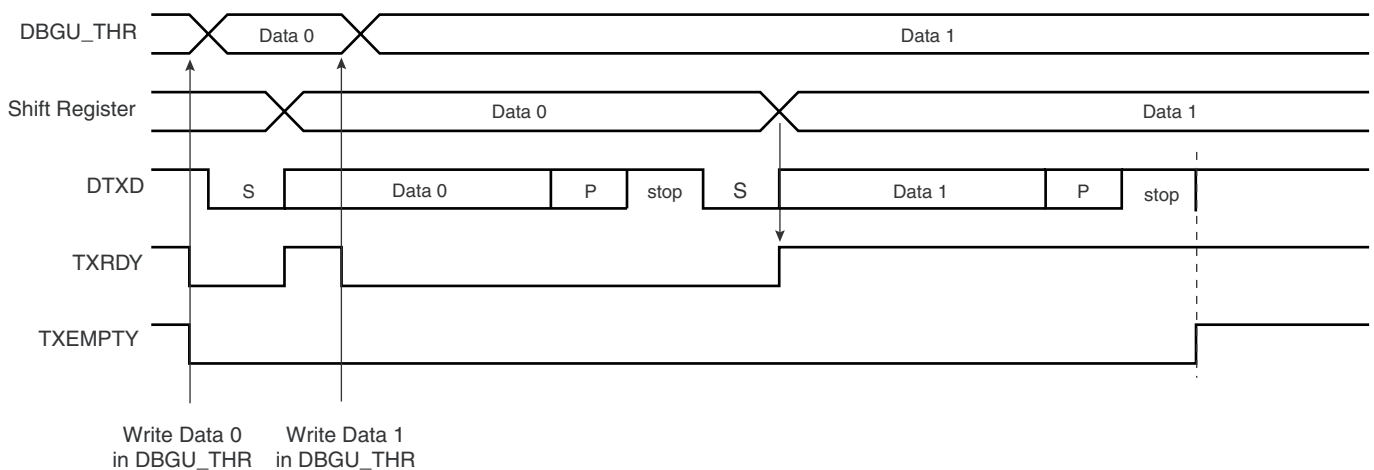 DBGU_THR
Data 0
Data 1
Shift Register
Data 0
Data 1
DTXD
S
Data 0
P
stop
S
Data 1
P
stop
TXRDY
TXEMPTY
Write Data 0
in DBGU_THR
Write Data 1
in DBGU_THR